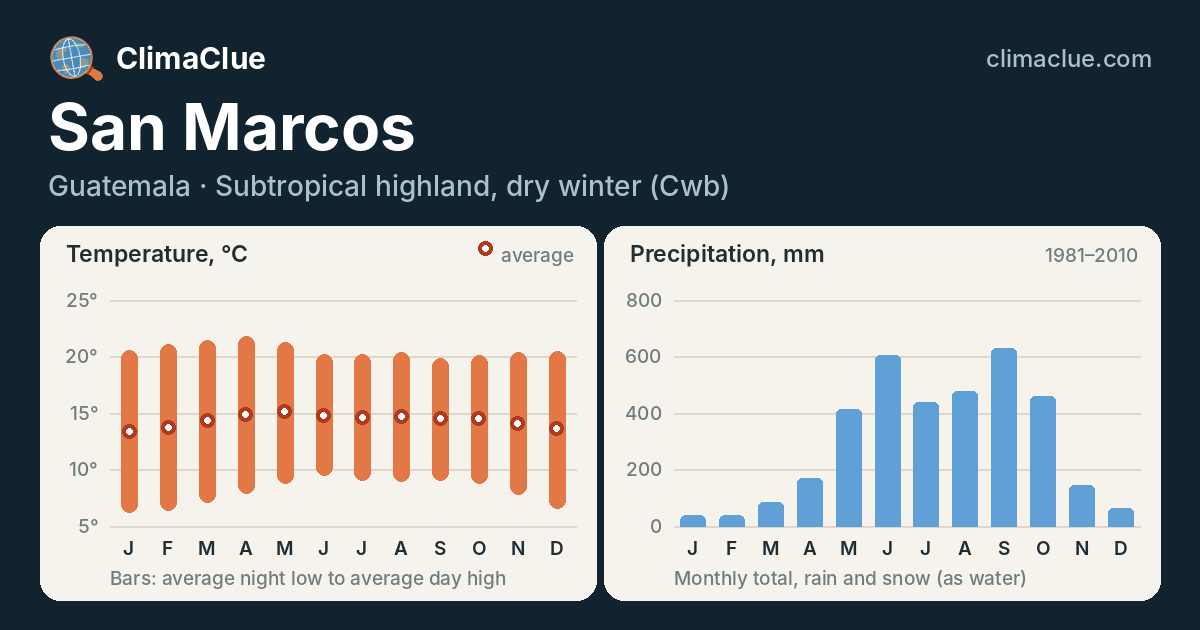 ClimaClue
climaclue.com
San Marcos
Guatemala · Subtropical highland, dry winter (Cwb)
Temperature, °C
average
25°
20°
15°
10°
5°
J F M A M J J A S O N D
Bars: average night low to average day high
Precipitation, mm
1981–2010
800
600
400
200
0
J F M A M J J A S O N D
Monthly total, rain and snow (as water)